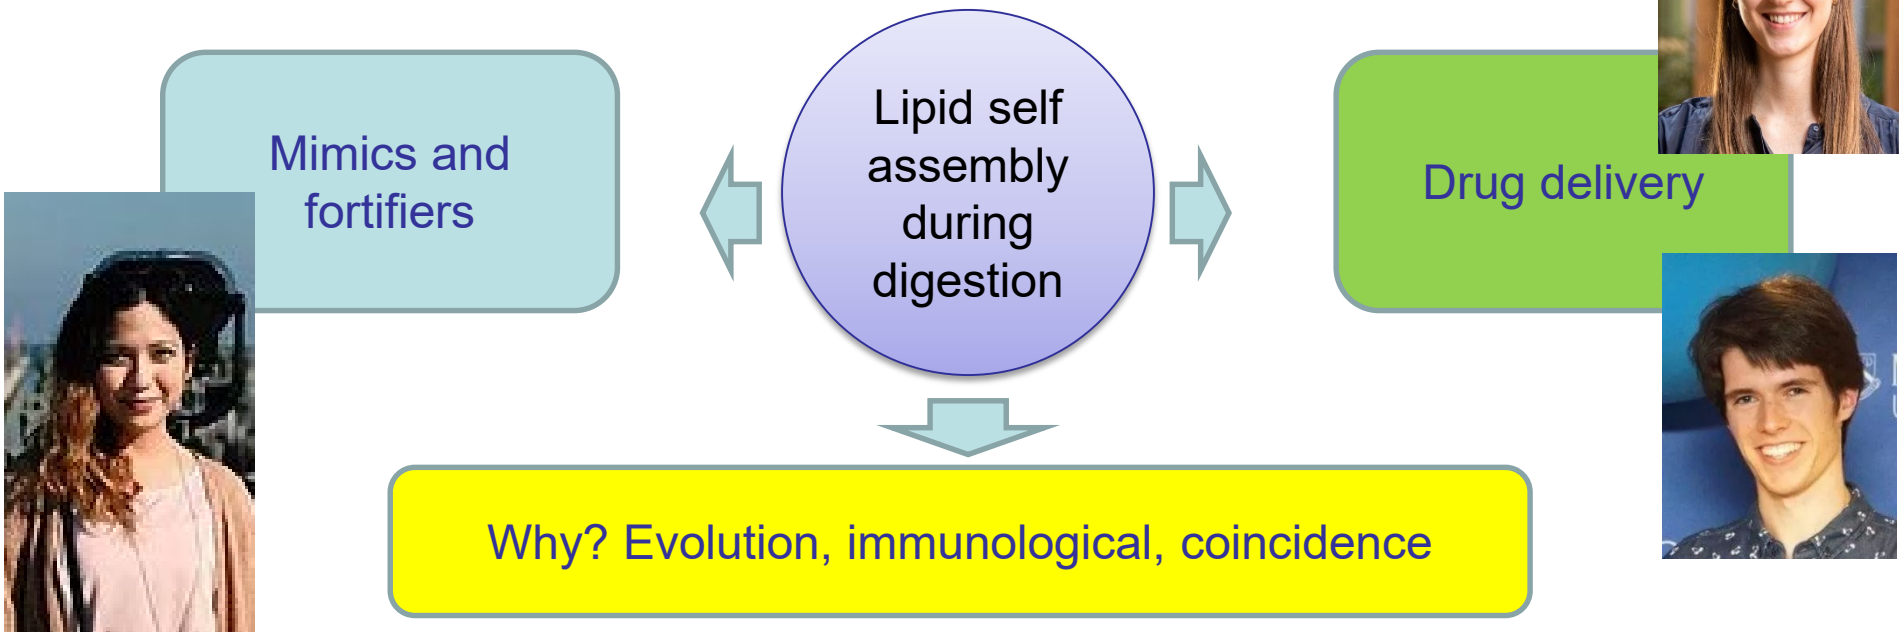 Mimics and
fortifiers
Lipid self
assembly
during
digestion
Drug delivery
Why? Evolution, immunological, coincidence